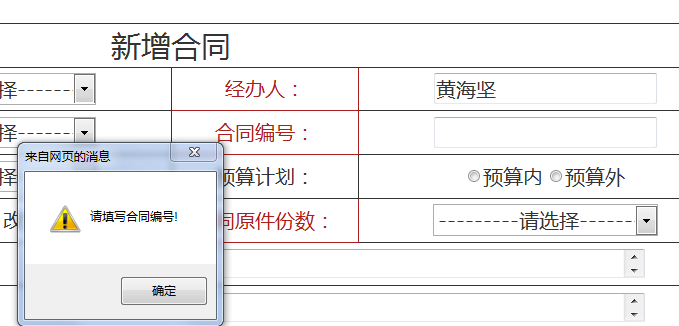 新增合同
择-------
经办人：
黄海坚
择-------
合同编号：
来自网页的消息
择
预算计划：
预算内
预算外
请填写合同编号!
改
同原件份数：
---------请选择-------
确定